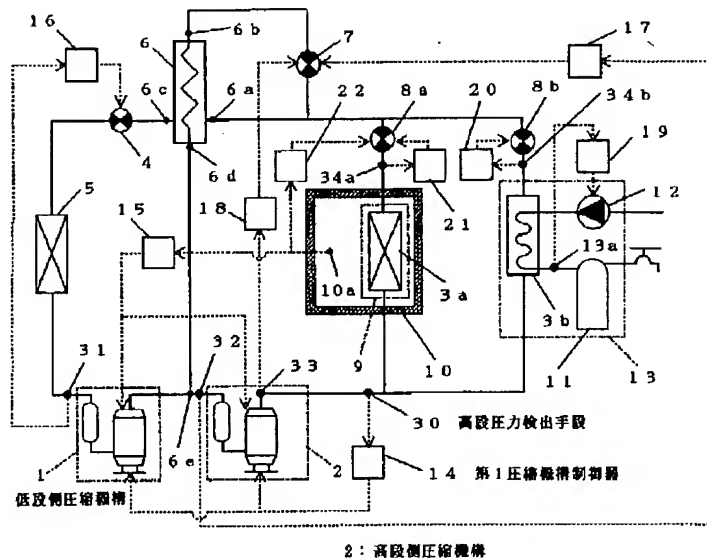 16
6
6b
7
17
6c
6a
22
8a
20
8b
34b
4
6d
34a
19
5
18
21
12
15
10a
13a
3a
3b
31
32
33
9
10
11
13
30 高段圧力検出手段
1
6e
2
14 第1圧縮機構制御器
低段側圧縮機構
2:高段側圧縮機構